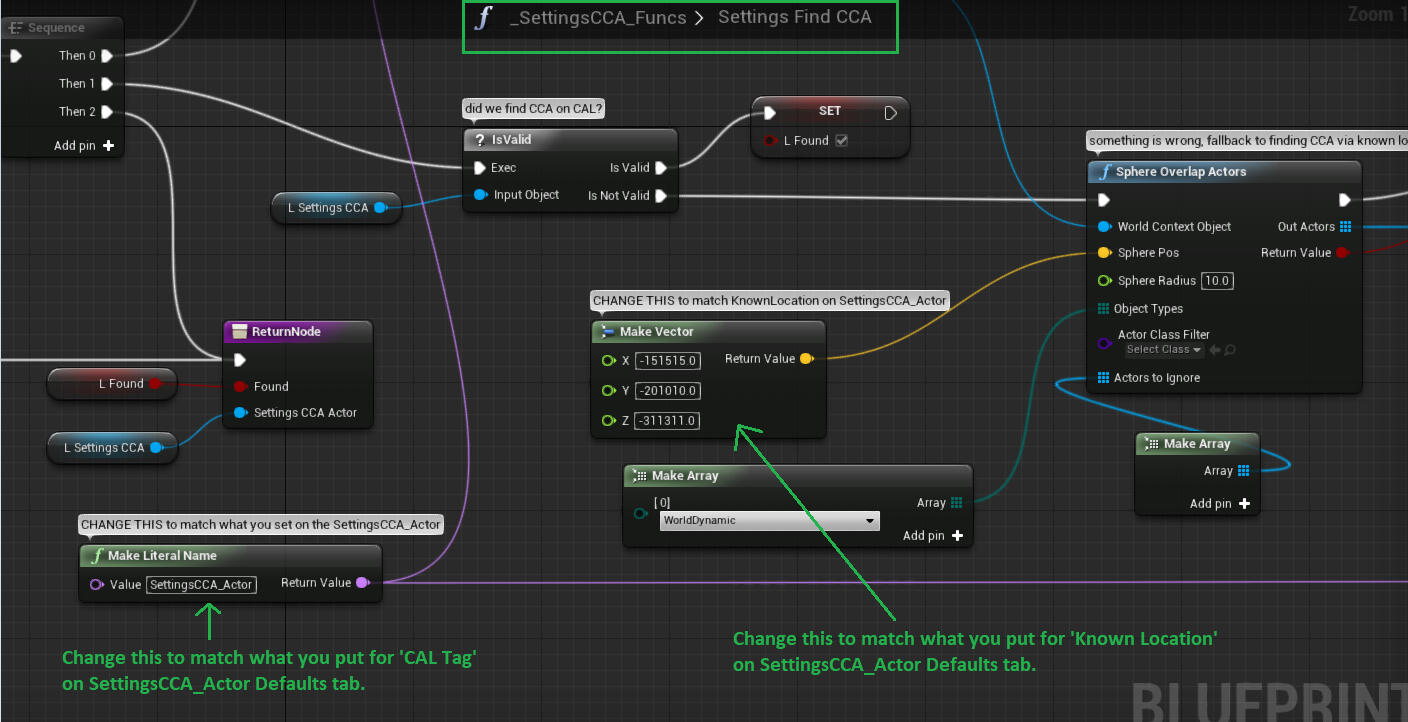 _SettingsCCA_Funcs > Settings Find CCA
Zoom 1
Sequence
Then 0
Then 1
Then 2
Add pin
did we find CCA on CAL?
? IsValid
Exec
Is Valid
Input Object
Is Not Valid
L Settings CCA
SET
L Found
something is wrong, fallback to finding CCA via known lo
f Sphere Overlap Actors
World Context Object
Out Actors
Sphere Pos
Return Value
Sphere Radius 10.0
Object Types
Actor Class Filter
Select Class
Actors to Ignore
CHANGE THIS to match KnownLocation on SettingsCCA_Actor
Make Vector
X -151515.0
Return Value
Y -201010.0
Z -311311.0
ReturnNode
Found
Settings CCA Actor
L Found
L Settings CCA
Make Array
Array
Add pin
Make Array
[0]
WorldDynamic
Array
Add pin
CHANGE THIS to match what you set on the SettingsCCA_Actor
f Make Literal Name
Value SettingsCCA_Actor
Return Value
Change this to match what you put for 'CAL Tag'
on SettingsCCA_Actor Defaults tab.
Change this to match what you put for 'Known Location'
on SettingsCCA_Actor Defaults tab.
BLUEPRINT